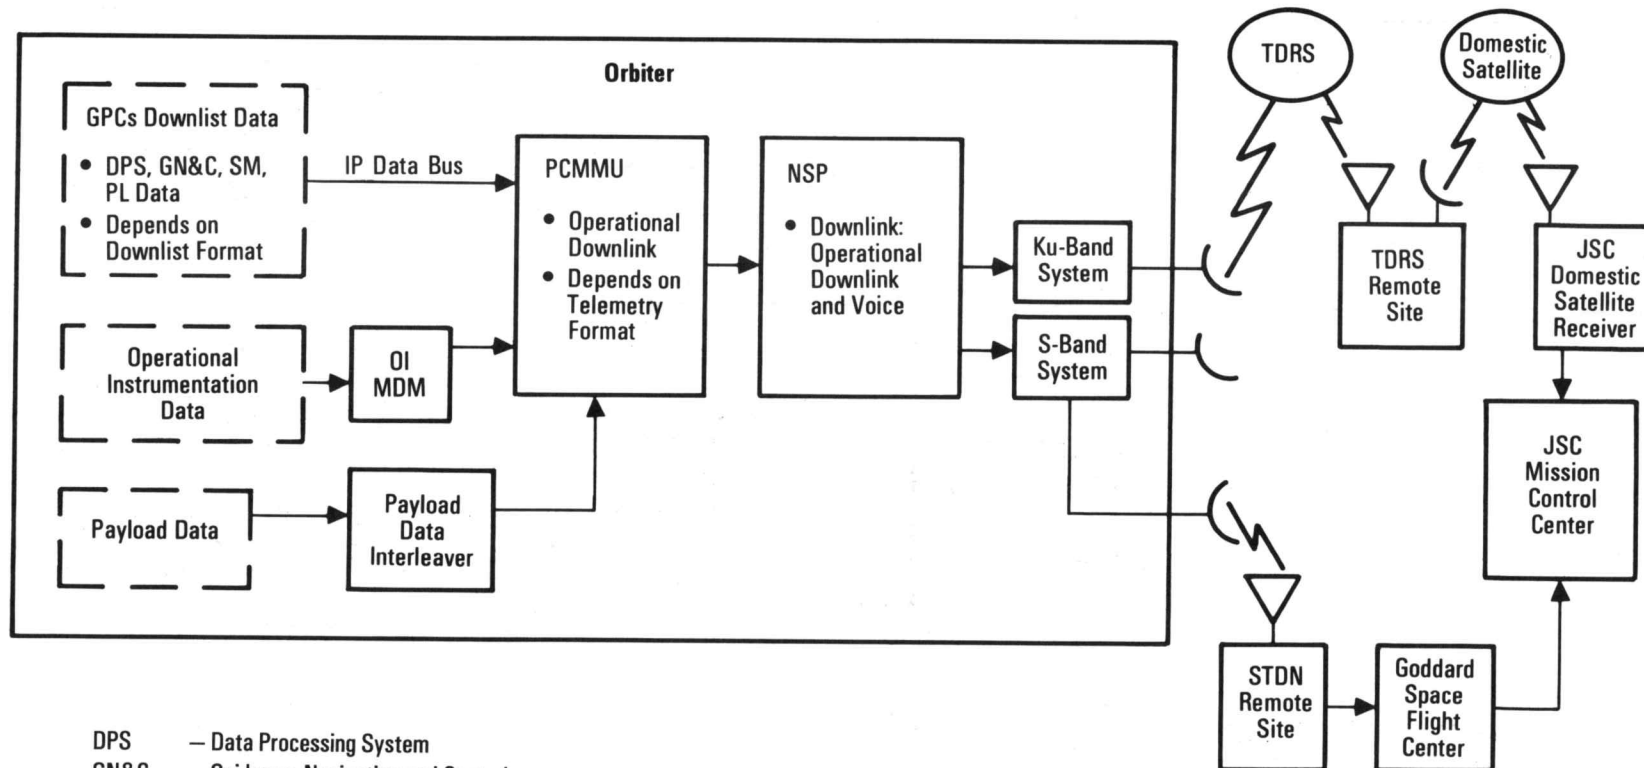 Orbiter
GPCs Downlist Data
• DPS, GN&C, SM,
PL Data
• Depends on
Downlist Format
IP Data Bus
Operational
Instrumentation
Data
OI
MDM
Payload Data
Payload
Data
Interleaver
PCMMU
• Operational
Downlink
• Depends on
Telemetry
Format
NSP
• Downlink:
Operational
Downlink
and Voice
Ku-Band
System
S-Band
System
TDRS
Domestic
Satellite
TDRS
Remote
Site
JSC
Domestic
Satellite
Receiver
JSC
Mission
Control
Center
STDN
Remote
Site
Goddard
Space
Flight
Center
DPS – Data Processing System